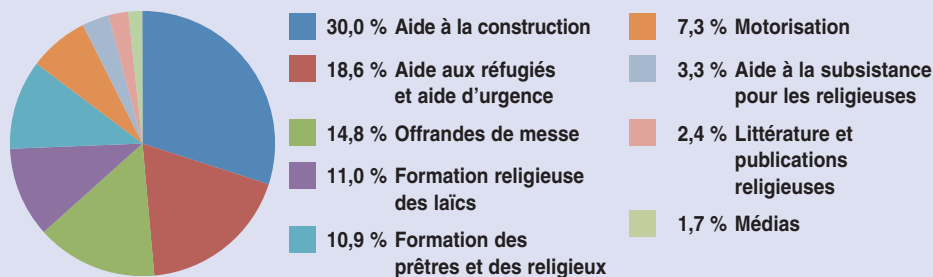 30,0 % Aide à la construction
18,6 % Aide aux réfugiés
et aide d'urgence
14,8 % Offrandes de messe
11,0 % Formation religieuse
des laïcs
10,9 % Formation des
prêtres et des religieux
7,3 % Motorisation
3,3 % Aide à la subsistance
pour les religieuses
2,4 % Littérature et
publications
religieuses
1,7 % Médias